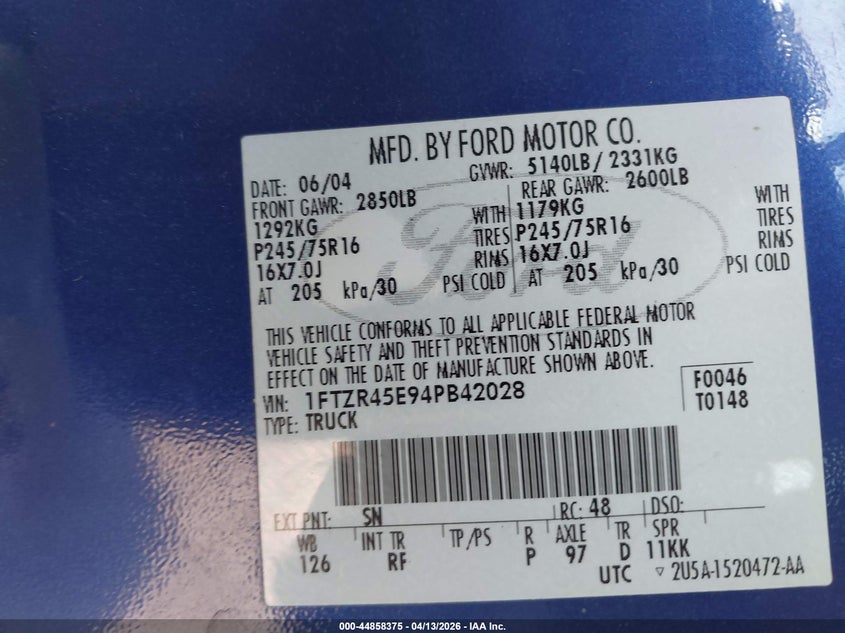 MFD. BY FORD MOTOR CO.
DATE: 06/04 GVWR: 5140LB/ 2331KG
FRONT GAWR: 2850LB REAR GAWR: 2600LB
1292KG WITH 1179KG WITH
P245/75R16 TIRES P245/75R16 TIRES
16X7.0J RIMS 16X7.0J RIMS
AT 205 kPa/30 PSI COLD AT 205 kPa/30 PSI COLD
Ford
THIS VEHICLE CONFORMS TO ALL APPLICABLE FEDERAL MOTOR
VEHICLE SAFETY AND THEFT PREVENTION STANDARDS IN
EFFECT ON THE DATE OF MANUFACTURE SHOWN ABOVE.
VIN: 1FTZR45E94PB42028 F0046
TYPE: TRUCK T0148
EXT PNT: SN RC: 48 DSO:
WB INT TR TP/PS R AXLE TR SPR
126 RF P 97 D 11KK
UTC ▽ 2U5A-1520472-AA
000-44858375 - 04/13/2026 - IAA Inc.